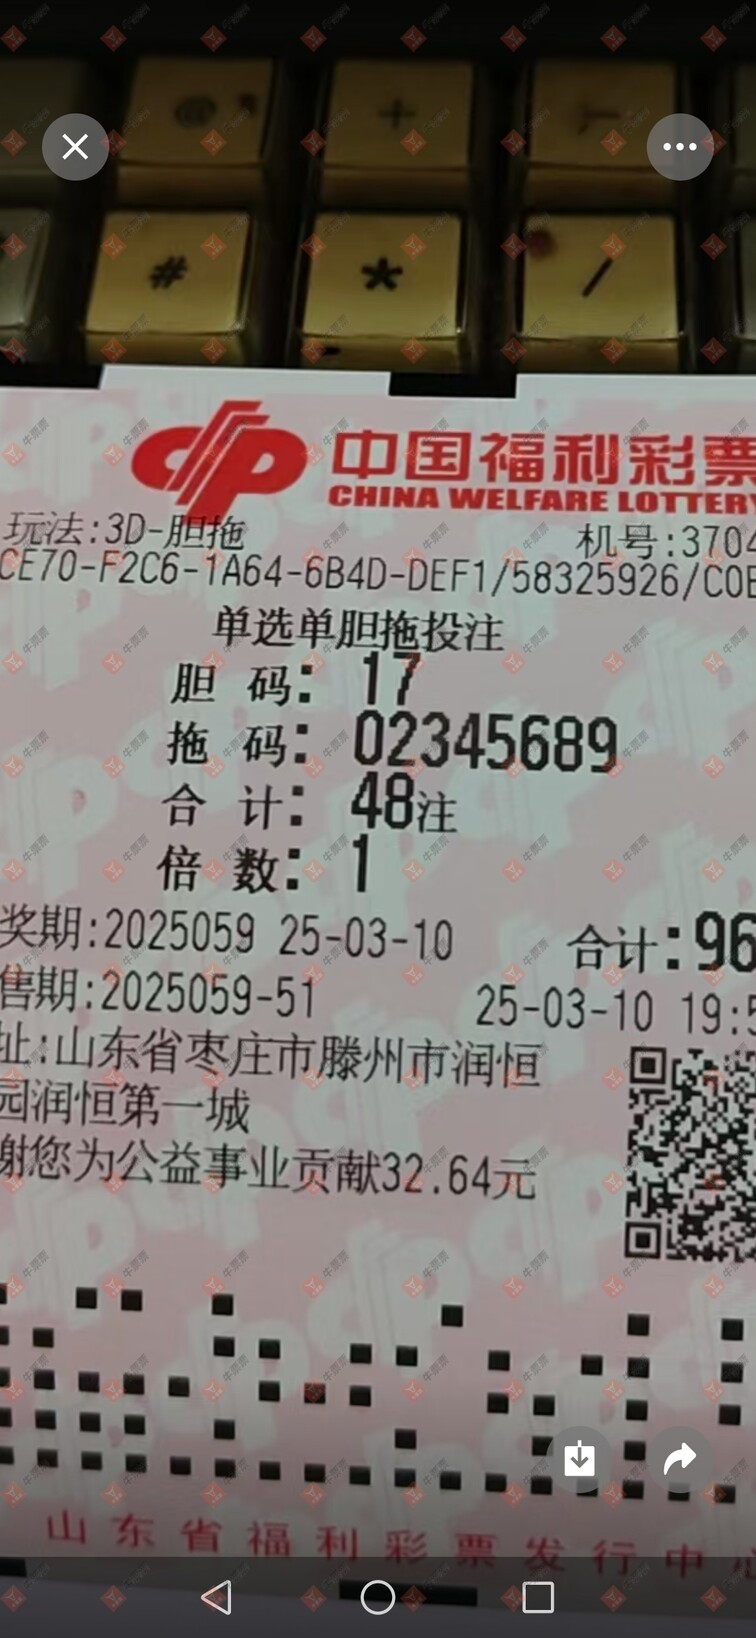 @
+
#
*
/
中国福利彩票
CHINA WELFARE LOTTERY
玩法:3D-胆拖
机号:3704
CE70-F2C6-1A64-6B4D-DEF1/58325926/C0E
单选单胆拖投注
胆 码: 17
拖 码: 02345689
合 计: 48注
倍 数: 1
奖期:2025059 25-03-10
合计:96
售期:2025059-51
25-03-10 19:5
址:山东省枣庄市滕州市润恒
园润恒第一城
谢您为公益事业贡献32.64元
山东省福利彩票发行中心